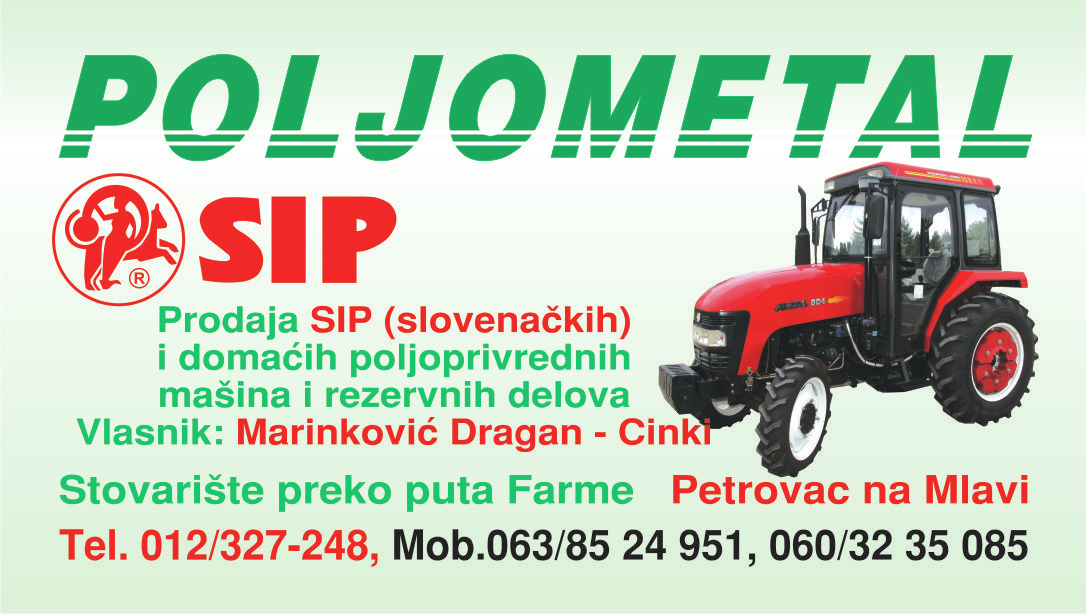 POLJOMETAL
® SIP
Prodaja SIP (slovenačkih)
i domaćih poljoprivrednih
mašina i rezervnih delova
Vlasnik: Marinković Dragan - Cinki
Stovarište preko puta Farme Petrovac na Mlavi
Tel. 012/327-248, Mob.063/85 24 951, 060/32 35 085
804